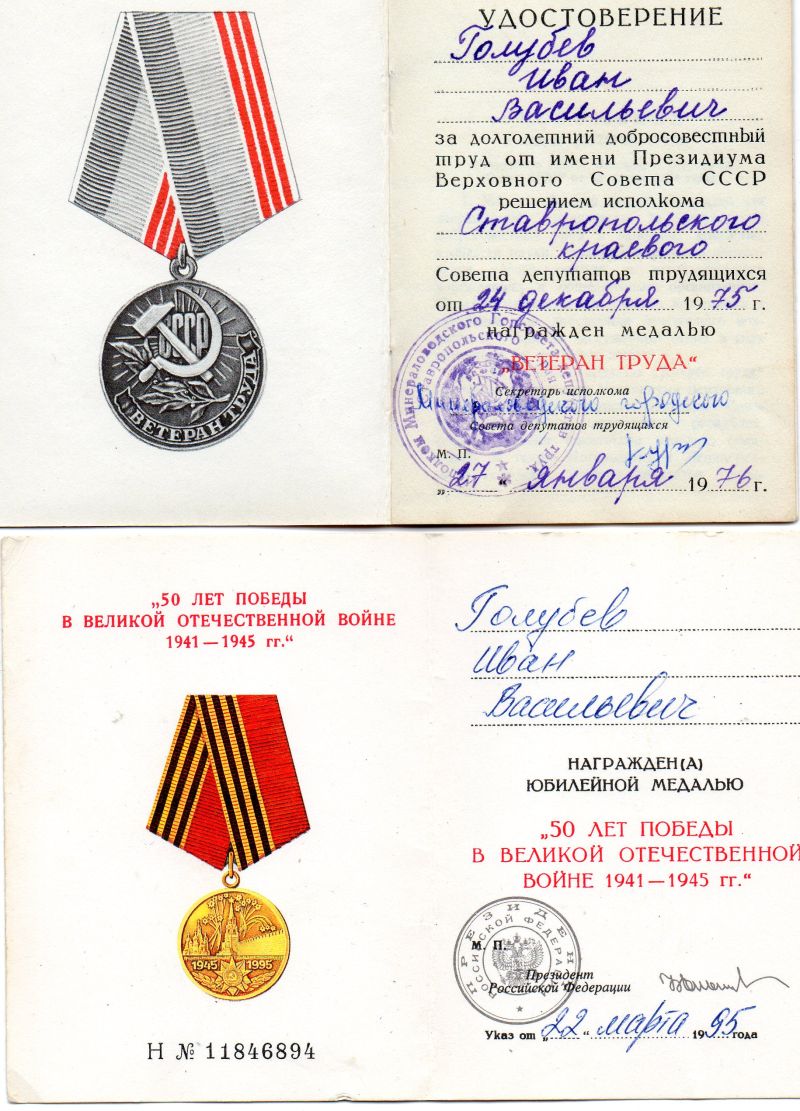 СССР
ВЕТЕРАН ТРУДА
УДОСТОВЕРЕНИЕ
Голубев
Иван
Васильевич
за долголетний добросовестный
труд от имени Президиума
Верховного Совета СССР
решением исполкома
Ставропольского
краевого
Совета депутатов трудящихся
от 24 декабря 1975 г.
награжден медалью
„ВЕТЕРАН ТРУДА“
Секретарь исполкома
Минераловодского городского
Совета депутатов трудящихся
М. П.
„27“ января 1976 г.
„50 ЛЕТ ПОБЕДЫ
В ВЕЛИКОЙ ОТЕЧЕСТВЕННОЙ ВОЙНЕ
1941—1945 гг.“
1945 1995
Н № 11846894
Голубев
Иван
Васильевич
НАГРАЖДЕН(А)
ЮБИЛЕЙНОЙ МЕДАЛЬЮ
„50 ЛЕТ ПОБЕДЫ
В ВЕЛИКОЙ ОТЕЧЕСТВЕННОЙ
ВОЙНЕ 1941—1945 гг.“
М. П.
Президент
Российской Федерации
Указ от „22“ марта 1995 года